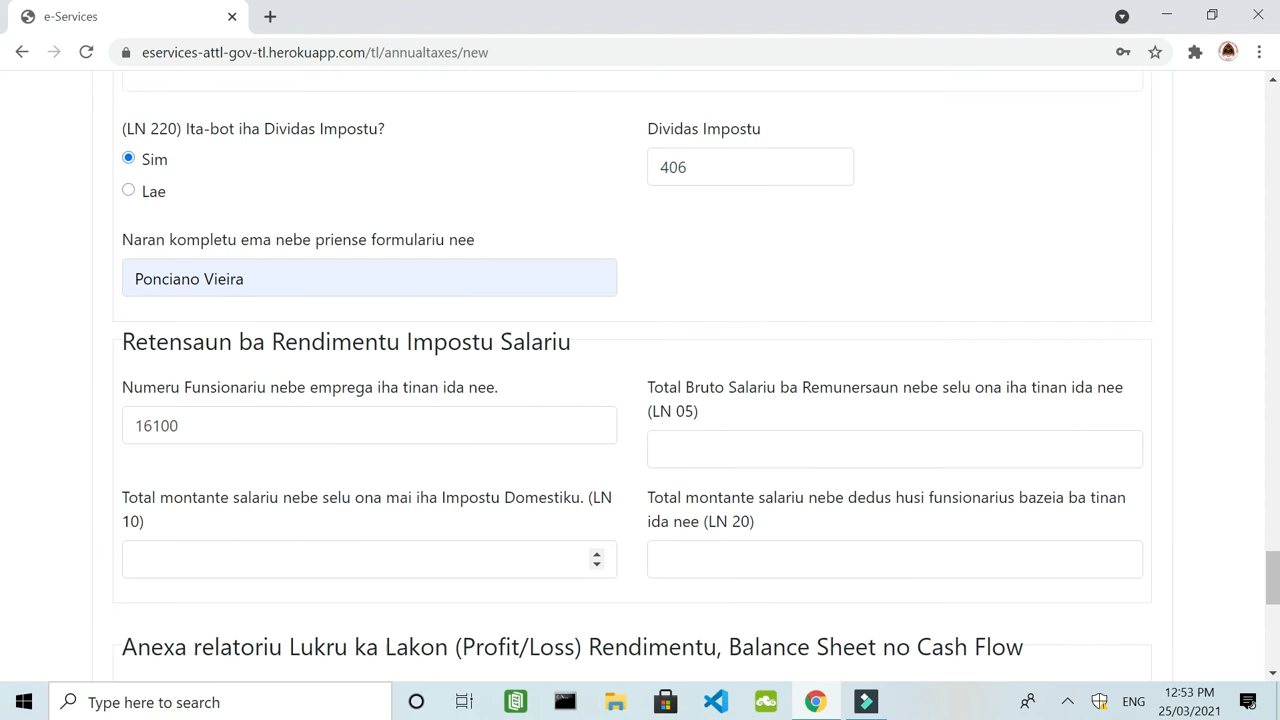 e-Services
eservices-attl-gov-tl.herokuapp.com/tl/annualtaxes/new
(LN 220) Ita-bot iha Dividas Impostu?
Sim
Lae
Dividas Impostu
406
Naran kompletu ema nebe priense formulariu nee
Ponciano Vieira
Retensaun ba Rendimentu Impostu Salariu
Numeru Funsionariu nebe emprega iha tinan ida nee.
16100
Total Bruto Salariu ba Remunersaun nebe selu ona iha tinan ida nee
(LN 05)
Total montante salariu nebe selu ona mai iha Impostu Domestiku. (LN
10)
Total montante salariu nebe dedus husi funsionarius bazeia ba tinan
ida nee (LN 20)
Anexa relatoriu Lukru ka Lakon (Profit/Loss) Rendimentu, Balance Sheet no Cash Flow
Type here to search
ENG
12:53 PM
25/03/2021